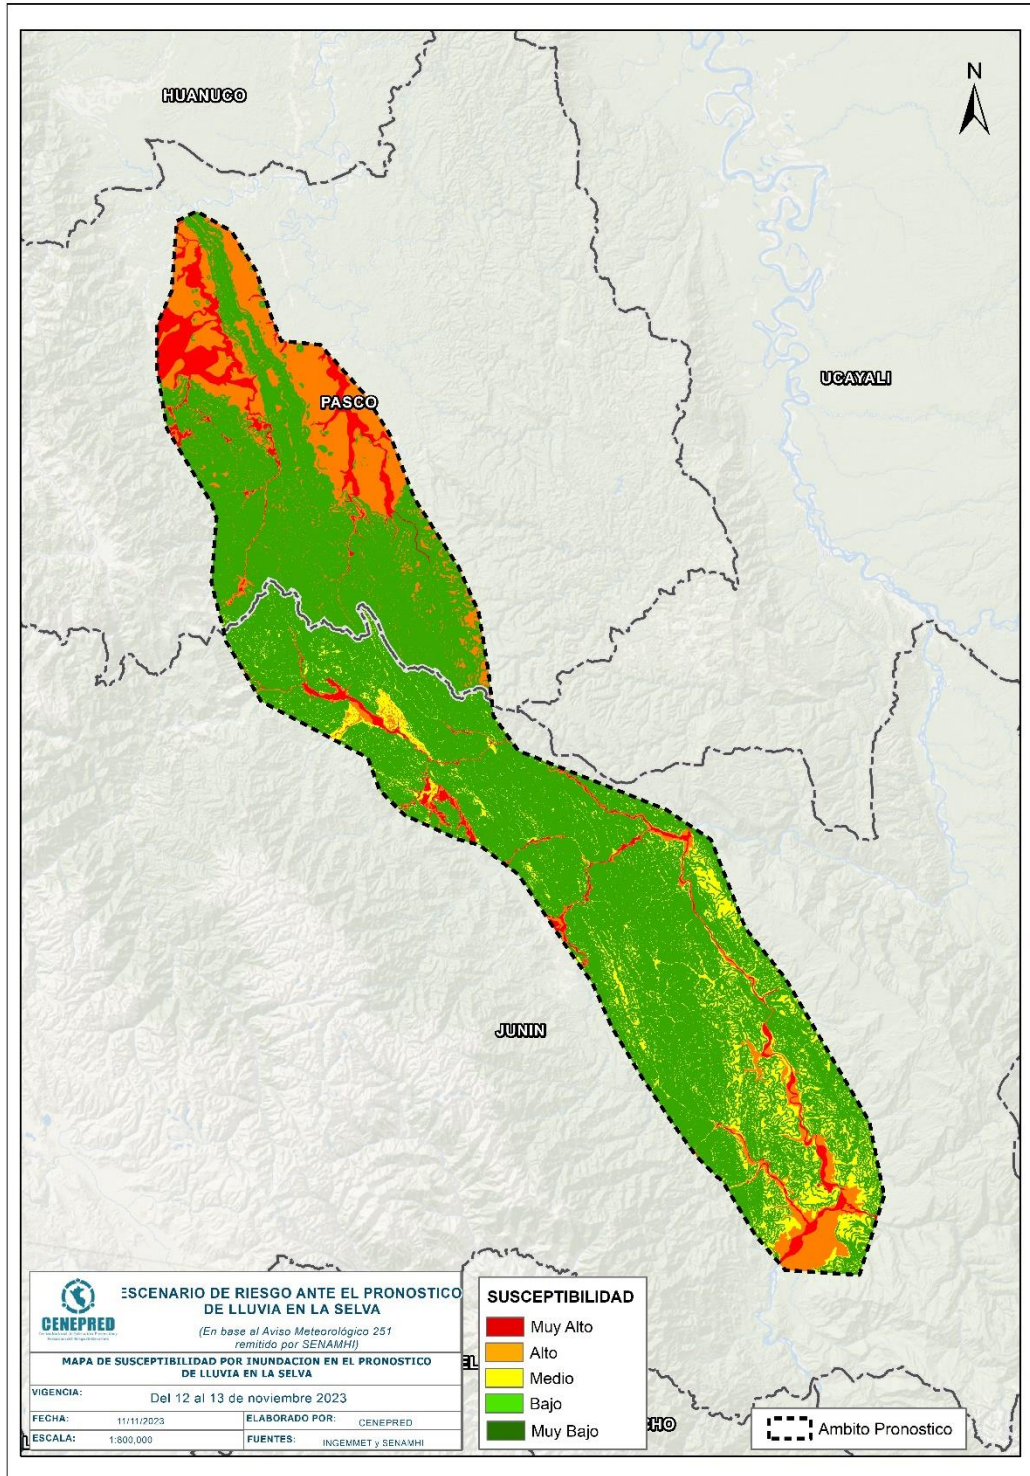 HUANUCO
N
PASCO
UCAYALI
JUNIN
CENEPRED
ESCENARIO DE RIESGO ANTE EL PRONOSTICO
DE LLUVIA EN LA SELVA
(En base al Aviso Meteorológico 251
remitido por SENAMHI)
MAPA DE SUSCEPTIBILIDAD POR INUNDACION EN EL PRONOSTICO
DE LLUVIA EN LA SELVA
VIGENCIA: Del 12 al 13 de noviembre 2023
FECHA: 11/11/2023 ELABORADO POR: CENEPRED
ESCALA: 1:800,000 FUENTES: INGEMMET y SENAMHI
SUSCEPTIBILIDAD
Muy Alto
Alto
Medio
Bajo
Muy Bajo
EL
CHO
Ambito Pronostico